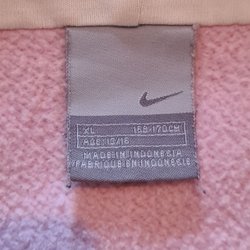 XL 158-170CM
AGE: 13/15
MADE IN INDONESIA
FABRIQUE EN INDONESIE